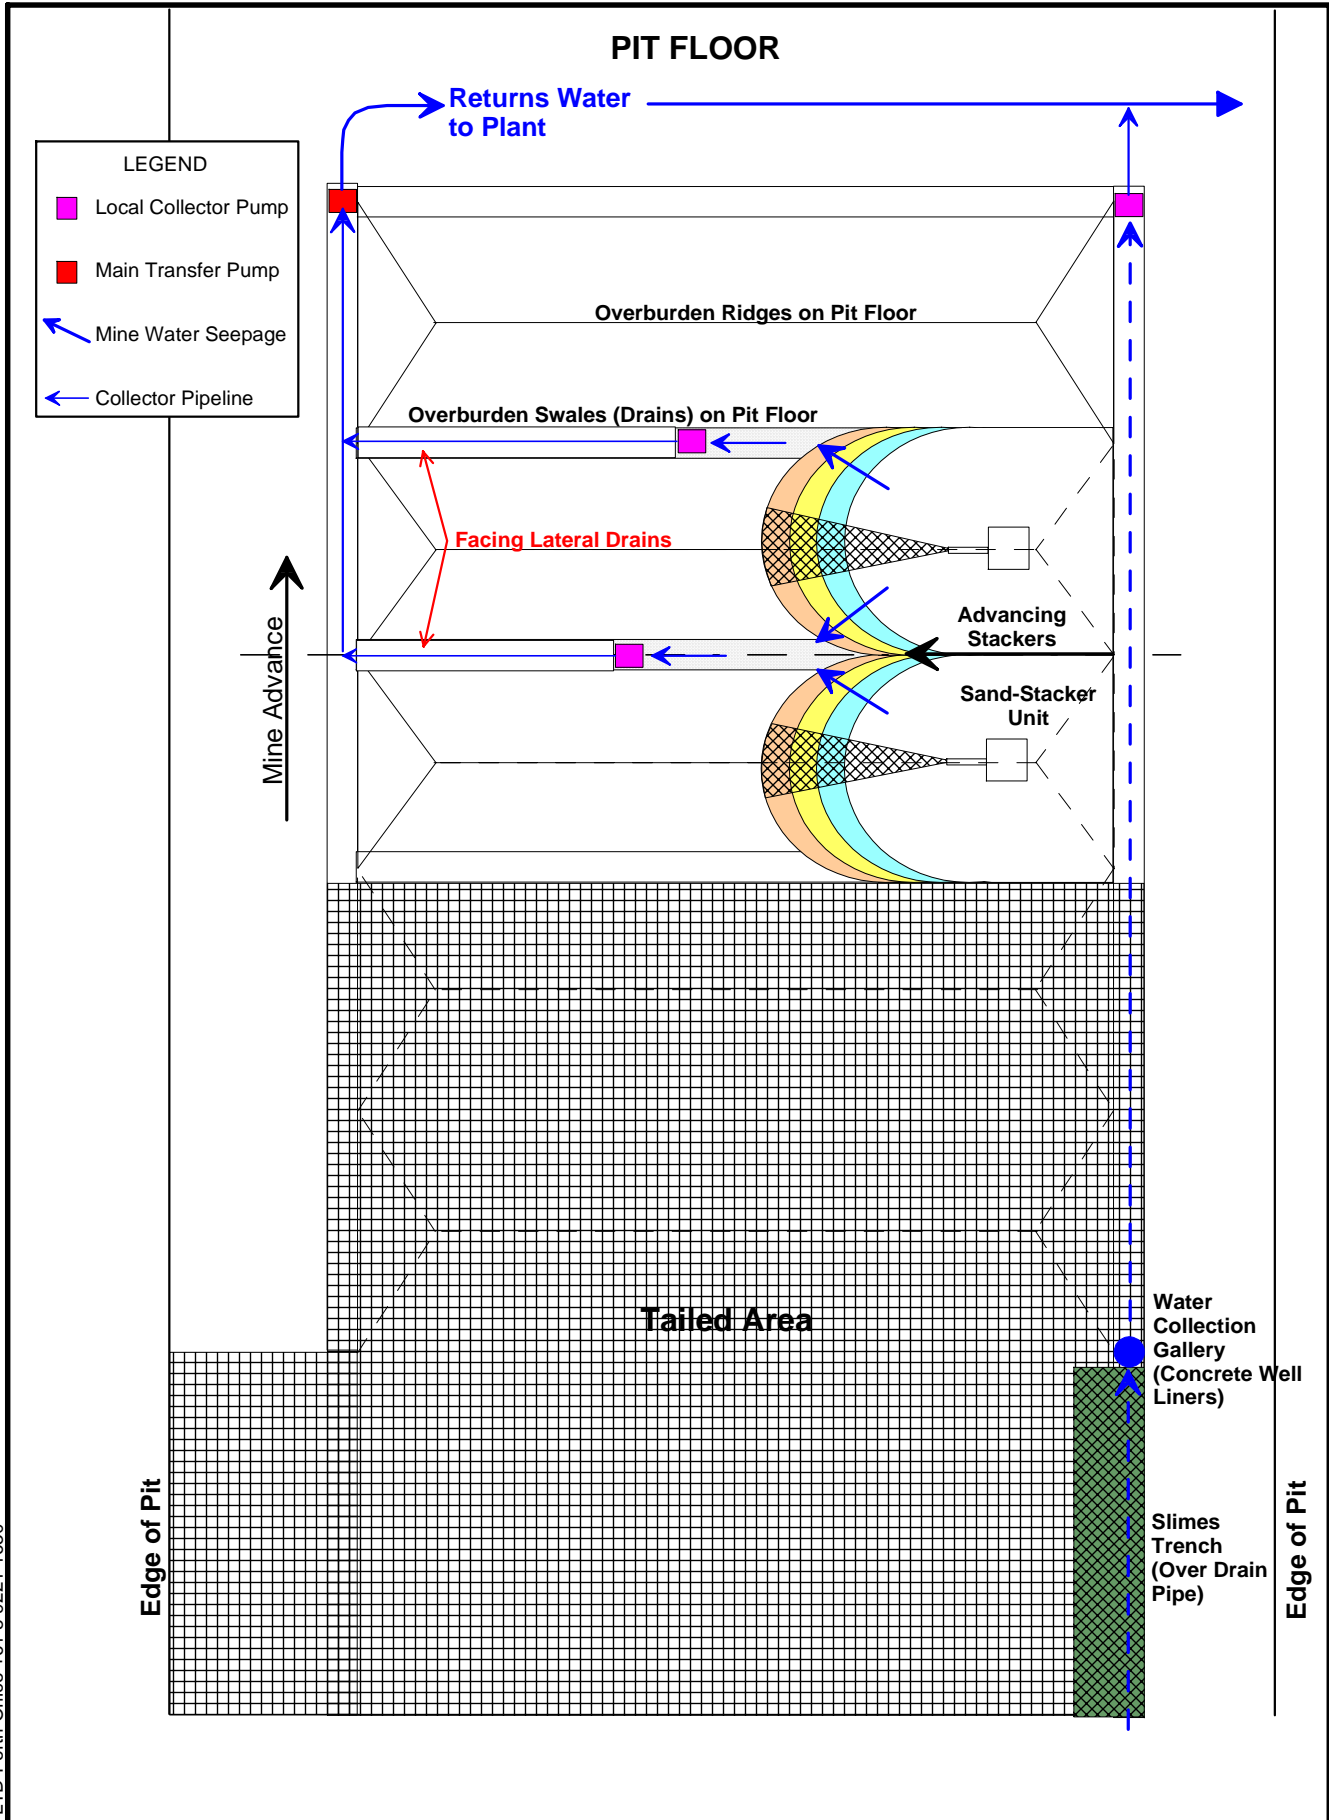 PIT FLOOR
Returns Water
to Plant
LEGEND
Local Collector Pump
Main Transfer Pump
Mine Water Seepage
Collector Pipeline
Overburden Ridges on Pit Floor
Overburden Swales (Drains) on Pit Floor
Facing Lateral Drains
Mine Advance
Advancing
Stackers
Sand-Stacker
Unit
Tailed Area
Water
Collection
Gallery
(Concrete Well
Liners)
Slimes
Trench
(Over Drain
Pipe)
Edge of Pit
Edge of Pit